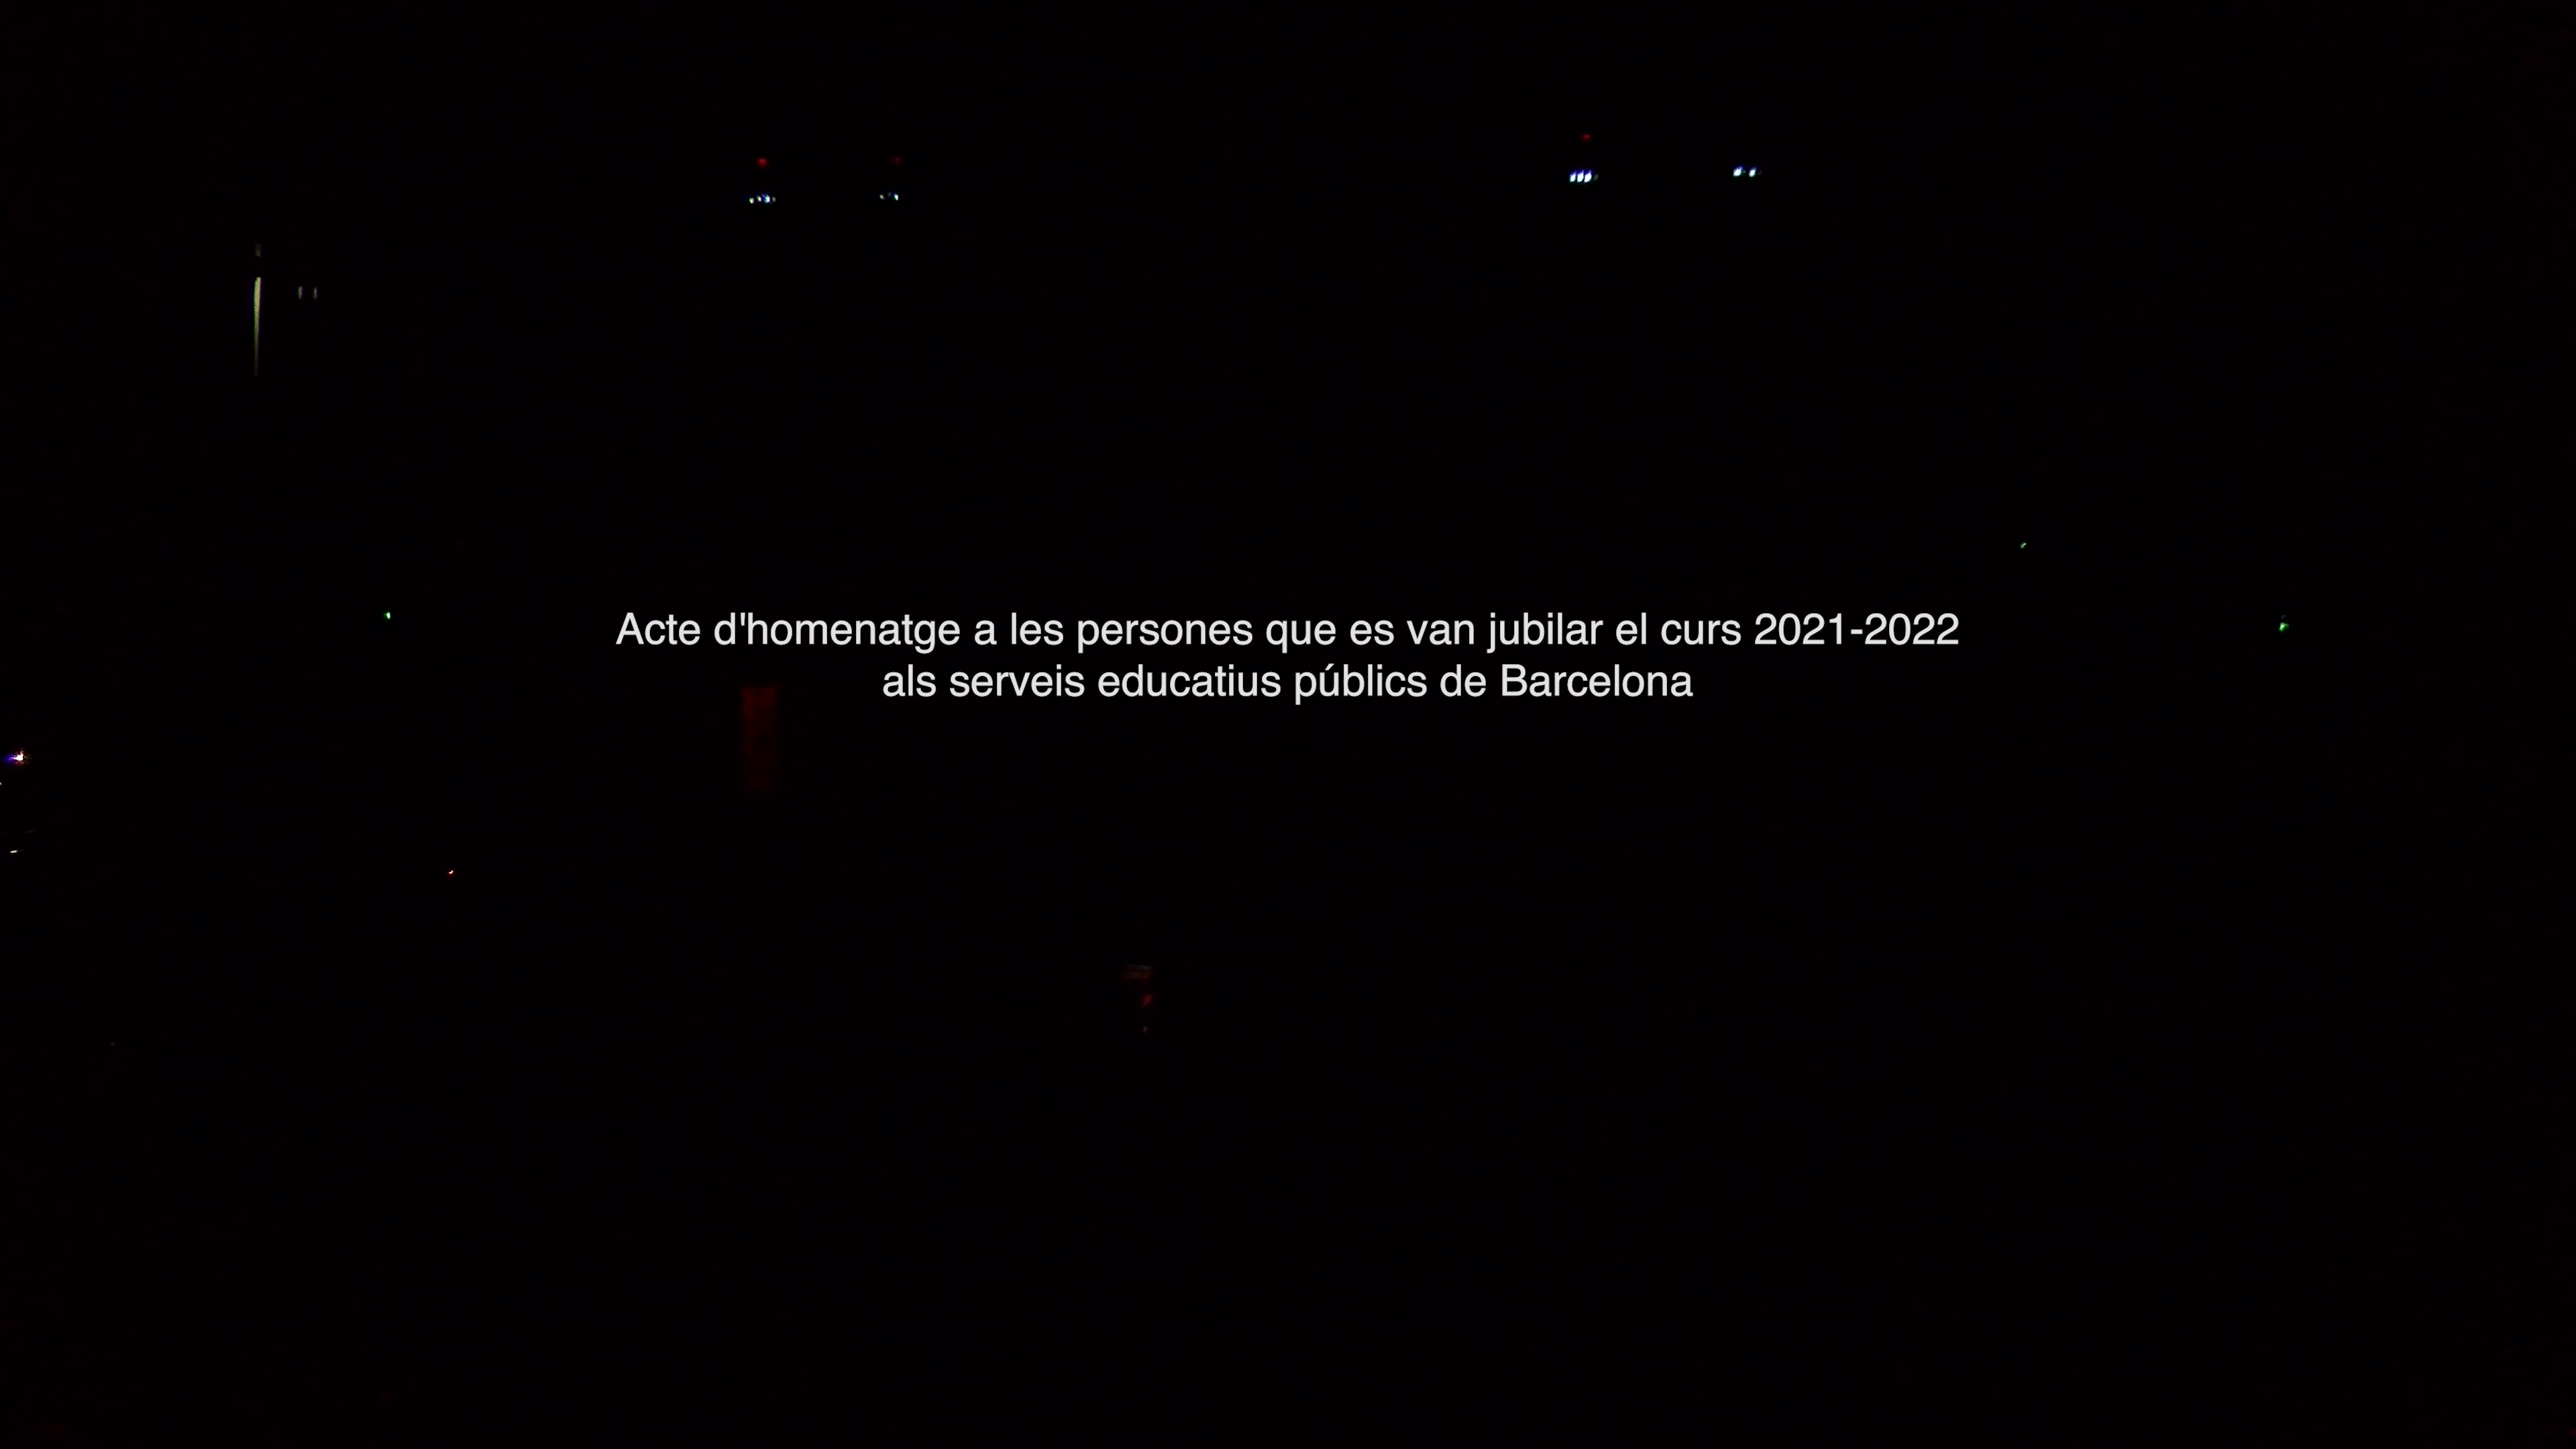 Acte d'homenatge a les persones que es van jubilar el curs 2021-2022
als serveis educatius públics de Barcelona